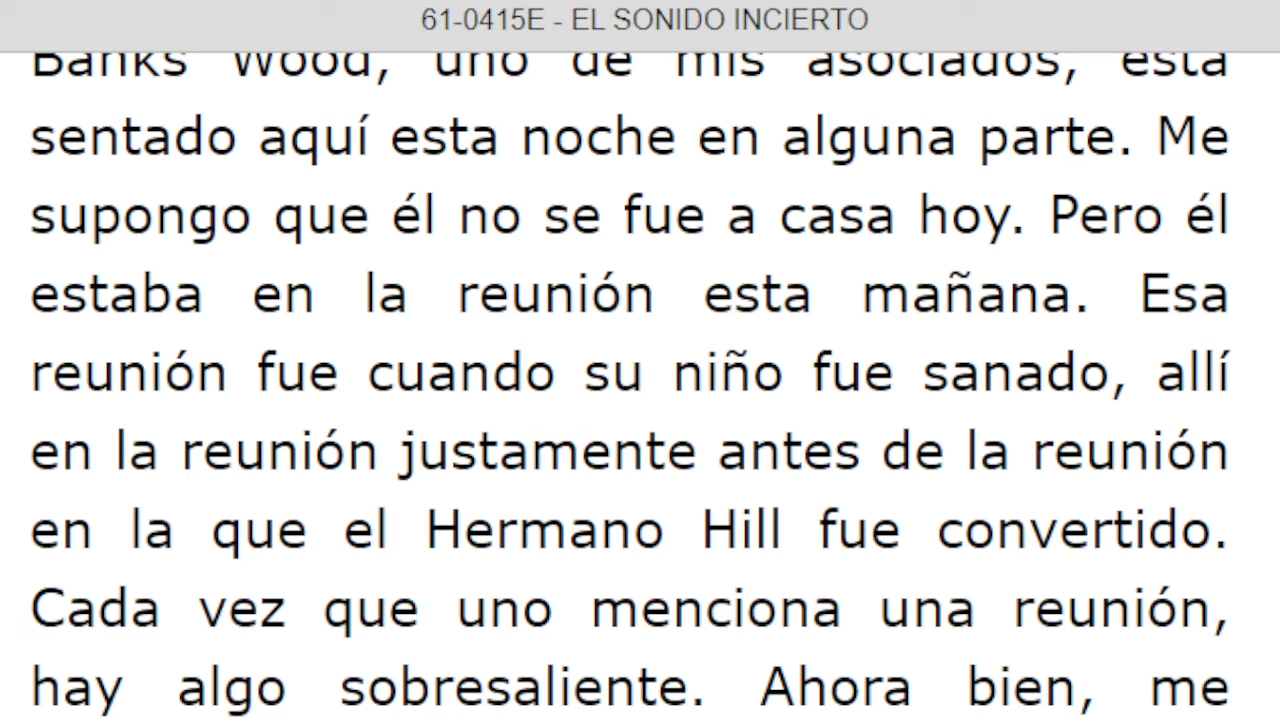 61-0415E - EL SONIDO INCIERTO
Banks Wood, uno de mis asociados, está
sentado aquí esta noche en alguna parte. Me
supongo que él no se fue a casa hoy. Pero él
estaba en la reunión esta mañana. Esa
reunión fue cuando su niño fue sanado, allí
en la reunión justamente antes de la reunión
en la que el Hermano Hill fue convertido.
Cada vez que uno menciona una reunión,
hay algo sobresaliente. Ahora bien, me